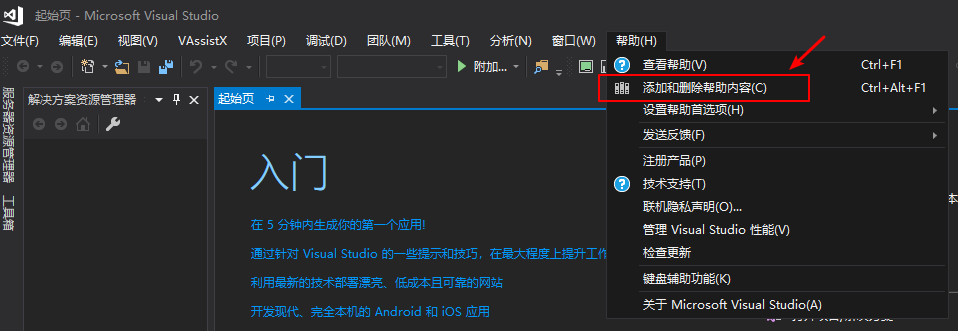 起始页 - Microsoft Visual Studio
文件(F) 编辑(E) 视图(V) VAssistX 项目(P) 调试(D) 团队(M) 工具(T) 分析(N) 窗口(W) 帮助(H)
附加...
查看帮助(V) Ctrl+F1
添加和删除帮助内容(C) Ctrl+Alt+F1
设置帮助首选项(H)
发送反馈(F)
注册产品(P)
技术支持(T)
联机隐私声明(O)...
管理 Visual Studio 性能(V)
检查更新
键盘辅助功能(K)
关于 Microsoft Visual Studio(A)
服务器资源管理器
工具箱
解决方案资源管理器
起始页
入门
在 5 分钟内生成你的第一个应用!
通过针对 Visual Studio 的一些提示和技巧，在最大程度上提升工作
利用最新的技术部署漂亮、低成本且可靠的网站
开发现代、完全本机的 Android 和 iOS 应用
本